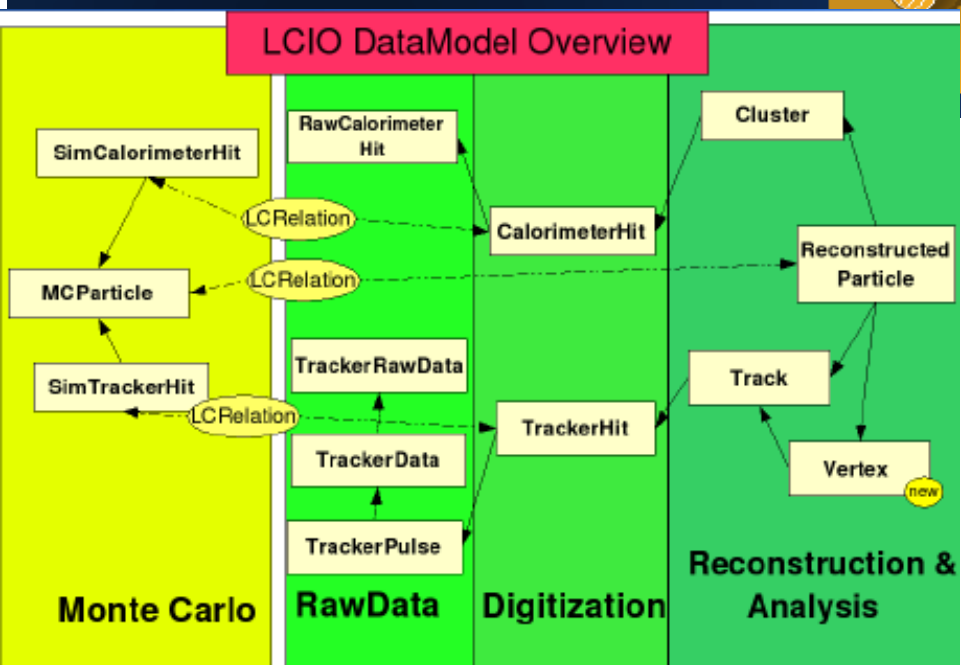 LCIO DataModel Overview
SimCalorimeterHit
LCRelation
MCParticle
LCRelation
SimTrackerHit
LCRelation
Monte Carlo
RawCalorimeter
Hit
TrackerRawData
TrackerData
TrackerPulse
RawData
CalorimeterHit
TrackerHit
Digitization
Cluster
Reconstructed
Particle
Track
Vertex
new
Reconstruction &
Analysis